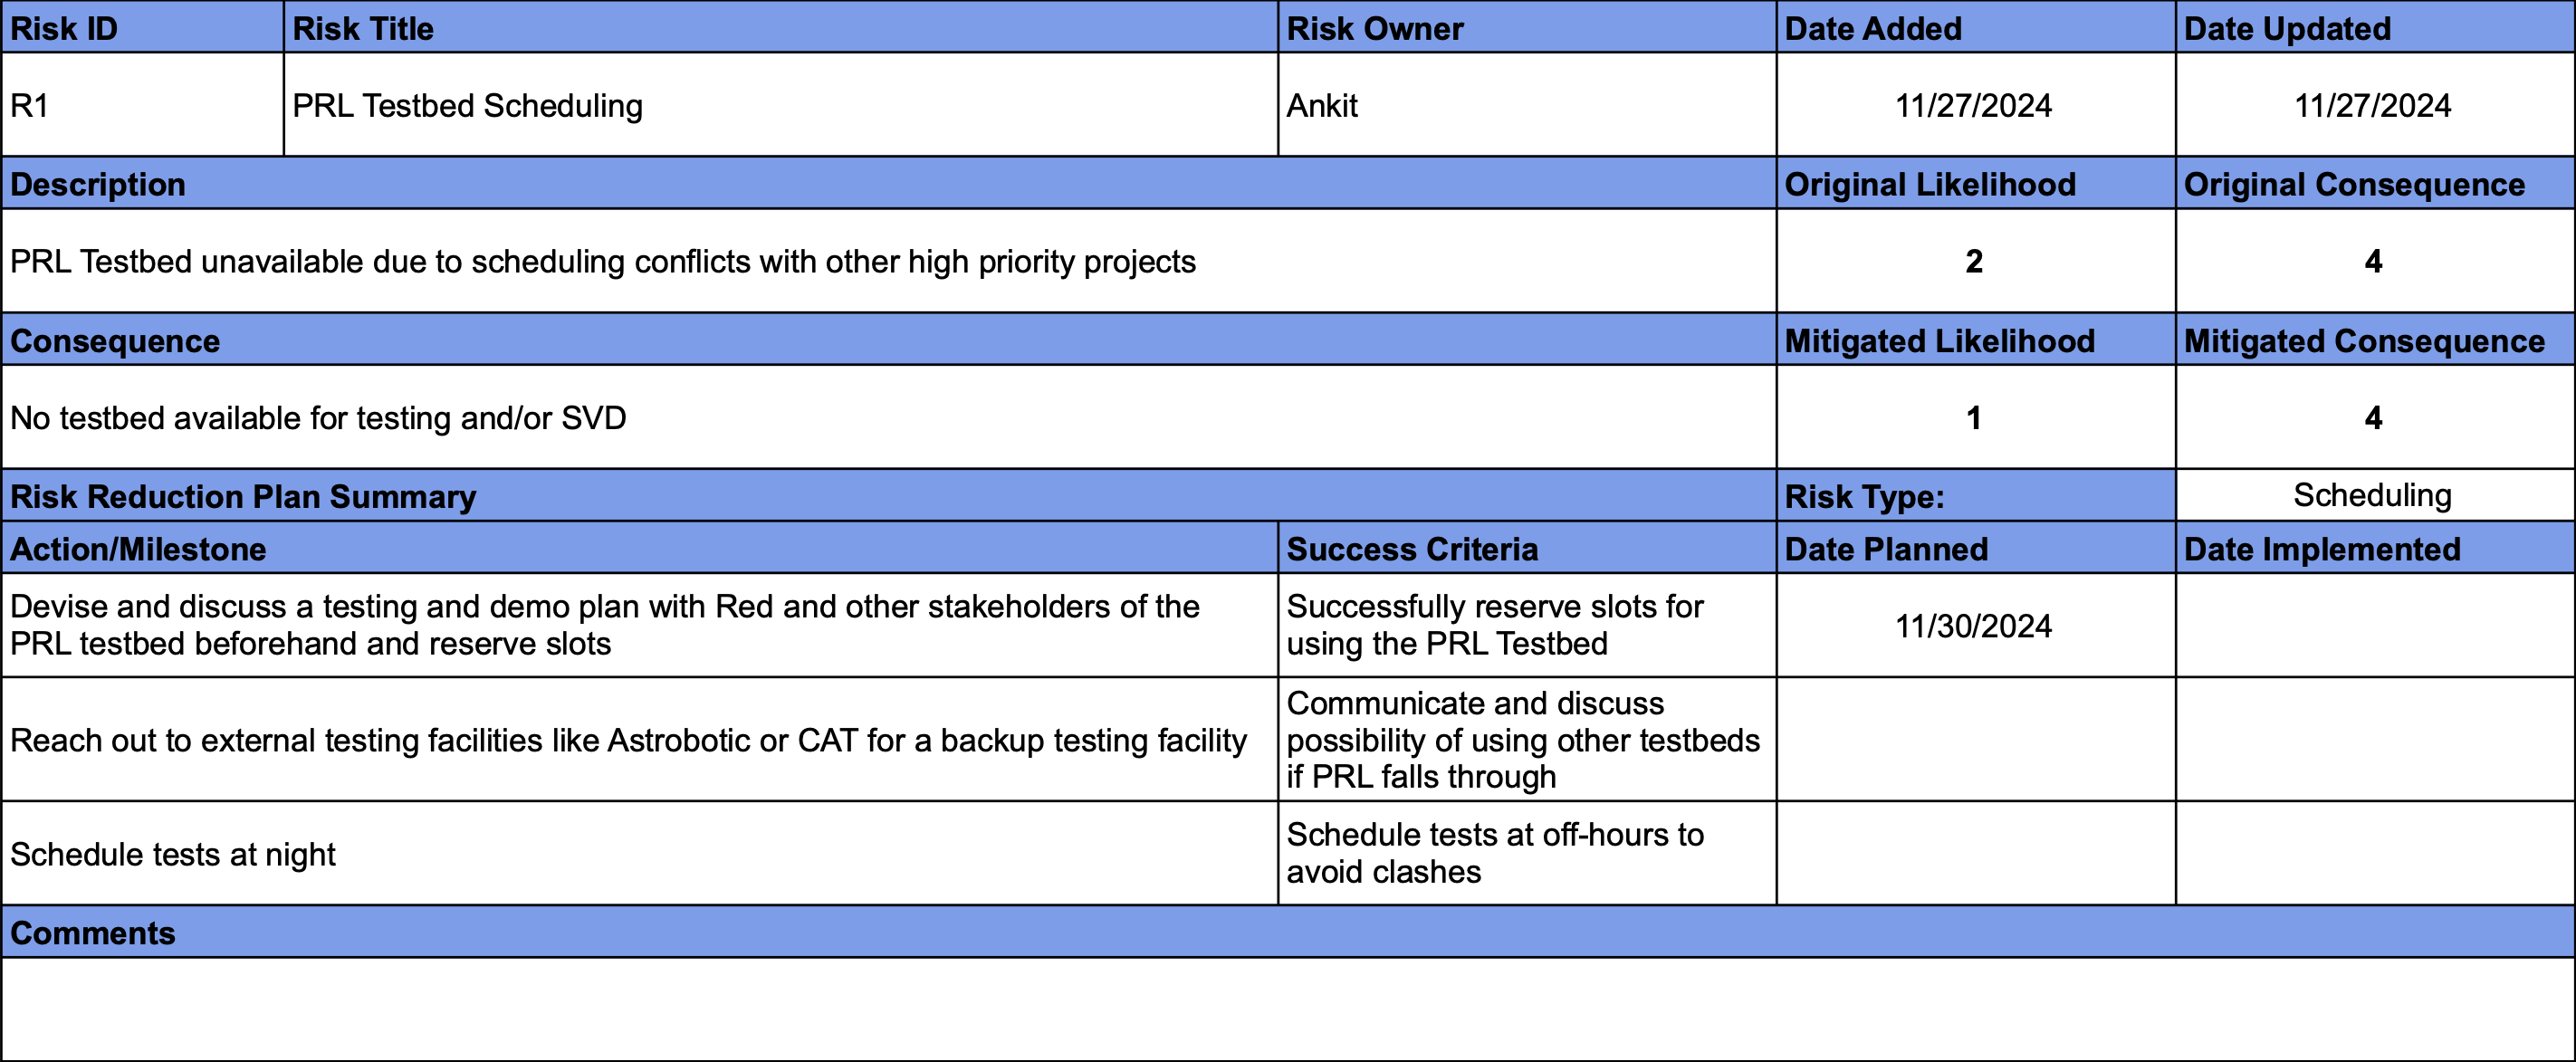 Risk ID Risk Title Risk Owner Date Added Date Updated
R1 PRL Testbed Scheduling Ankit 11/27/2024 11/27/2024
Description Original Likelihood Original Consequence
PRL Testbed unavailable due to scheduling conflicts with other high priority projects 2 4
Consequence Mitigated Likelihood Mitigated Consequence
No testbed available for testing and/or SVD 1 4
Risk Reduction Plan Summary Risk Type: Scheduling
Action/Milestone Success Criteria Date Planned Date Implemented
Devise and discuss a testing and demo plan with Red and other stakeholders of the
PRL testbed beforehand and reserve slots
Successfully reserve slots for
using the PRL Testbed
11/30/2024
Reach out to external testing facilities like Astrobotic or CAT for a backup testing facility
Communicate and discuss
possibility of using other testbeds
if PRL falls through
Schedule tests at night
Schedule tests at off-hours to
avoid clashes
Comments